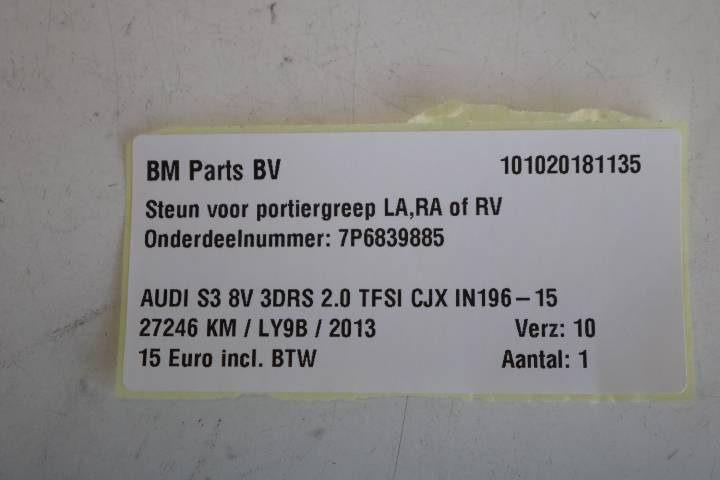 BM Parts BV 101020181135
Steun voor portiergreep LA,RA of RV
Onderdeelnummer: 7P6839885
AUDI S3 8V 3DRS 2.0 TFSI CJX IN196-15
27246 KM / LY9B / 2013 Verz: 10
15 Euro incl. BTW Aantal: 1